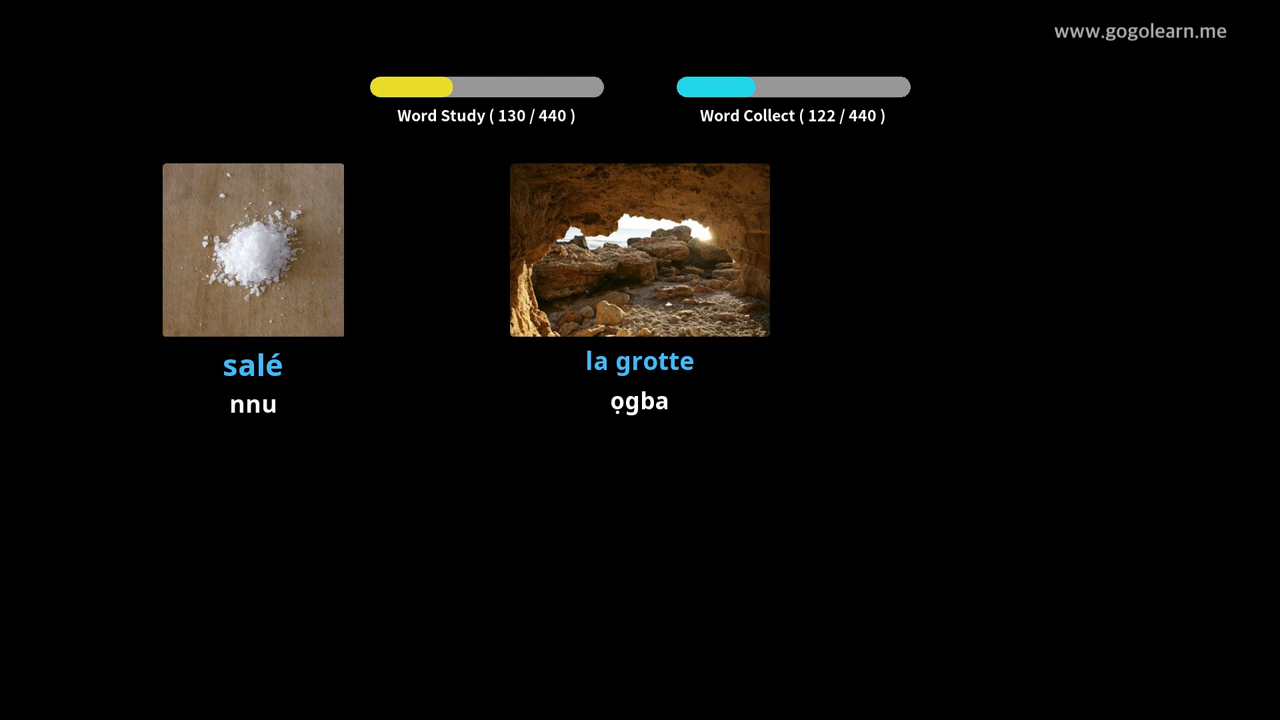 www.gogolearn.me
Word Study ( 130 / 440 )
Word Collect ( 122 / 440 )
salé
nnu
la grotte
ọgba